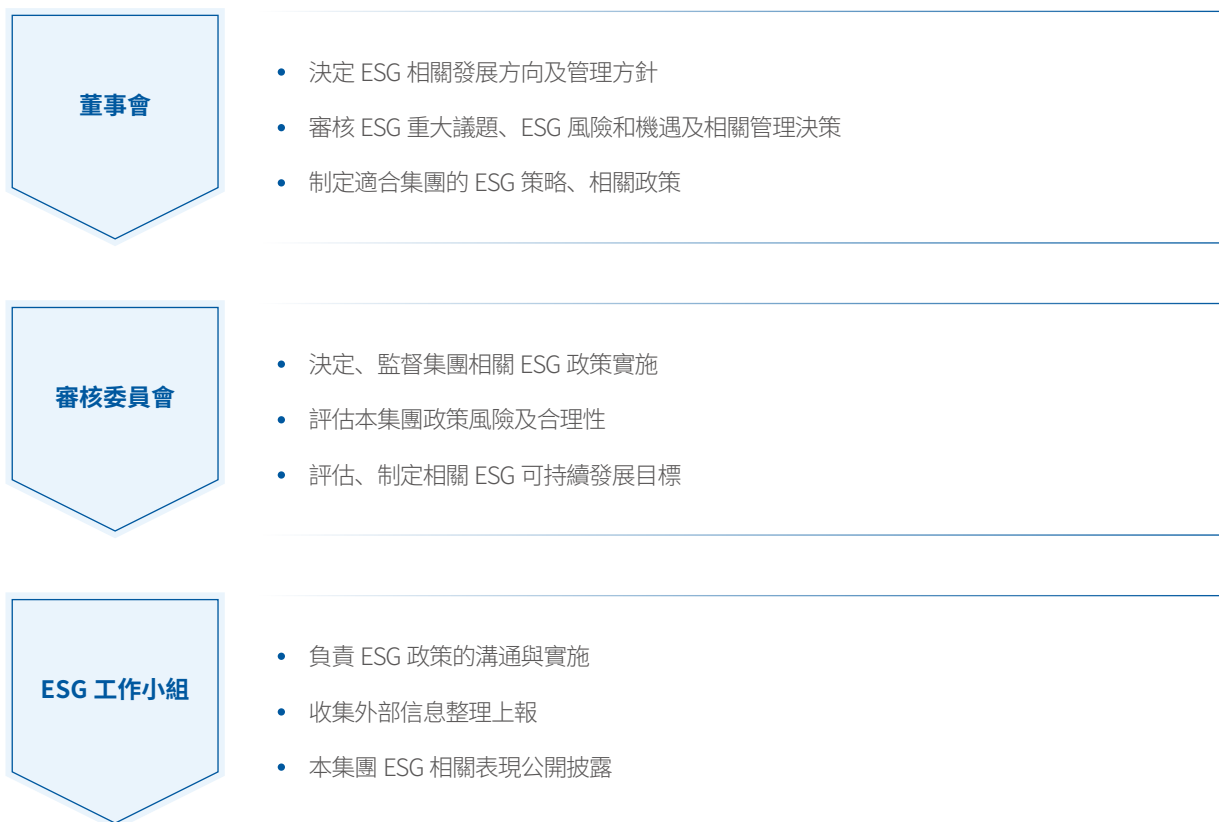 董事會
• 決定 ESG 相關發展方向及管理方針
• 審核 ESG 重大議題、ESG 風險和機遇及相關管理決策
• 制定適合集團的 ESG 策略、相關政策
審核委員會
• 決定、監督集團相關 ESG 政策實施
• 評估本集團政策風險及合理性
• 評估、制定相關 ESG 可持續發展目標
ESG 工作小組
• 負責 ESG 政策的溝通與實施
• 收集外部信息整理上報
• 本集團 ESG 相關表現公開披露